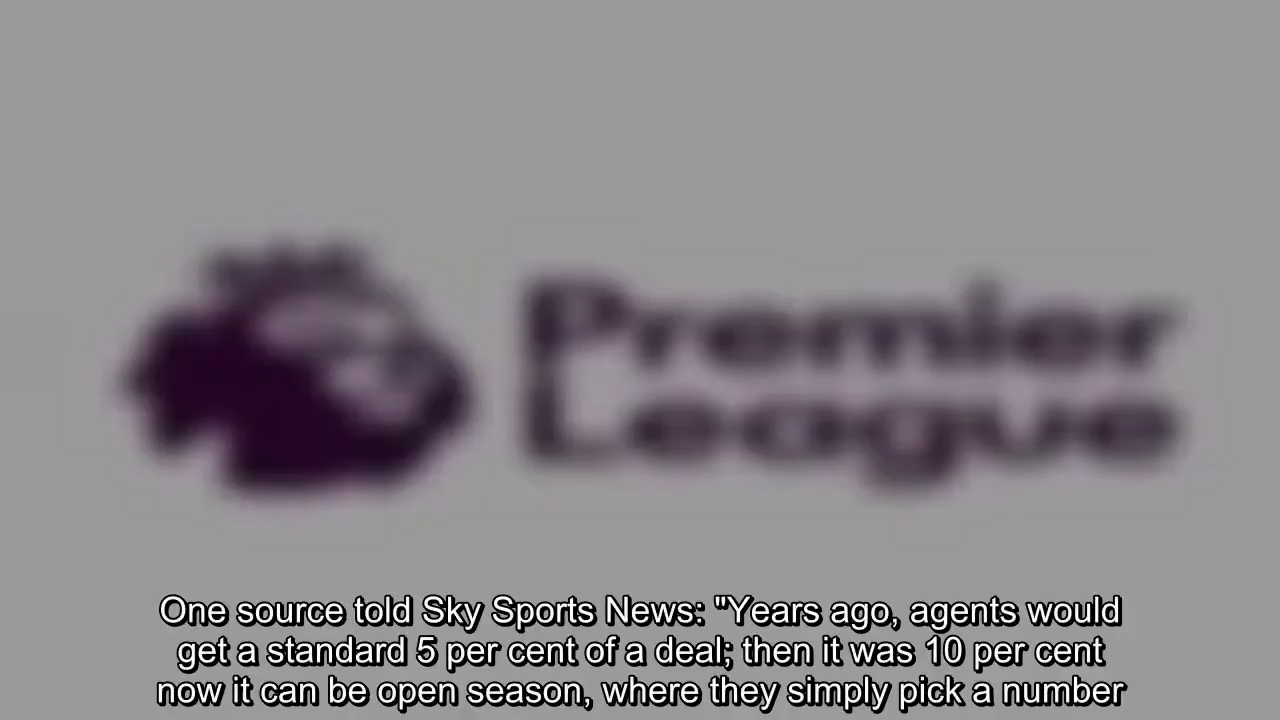 Premier
League
One source told Sky Sports News: "Years ago, agents would
get a standard 5 per cent of a deal; then it was 10 per cent
now it can be open season, where they simply pick a number